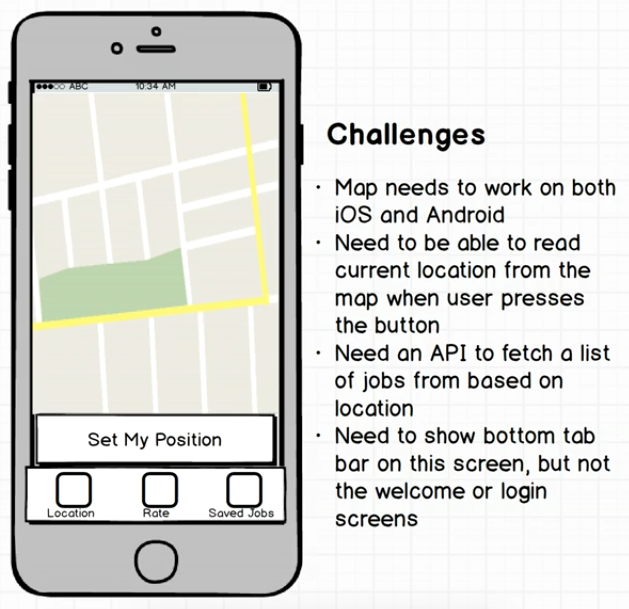 ABC 10:34 AM
Set My Position
Location Rate Saved Jobs
Challenges
· Map needs to work on both
iOS and Android
· Need to be able to read
current location from the
map when user presses
the button
· Need an API to fetch a list
of jobs from based on
location
· Need to show bottom tab
bar on this screen, but not
the welcome or login
screens